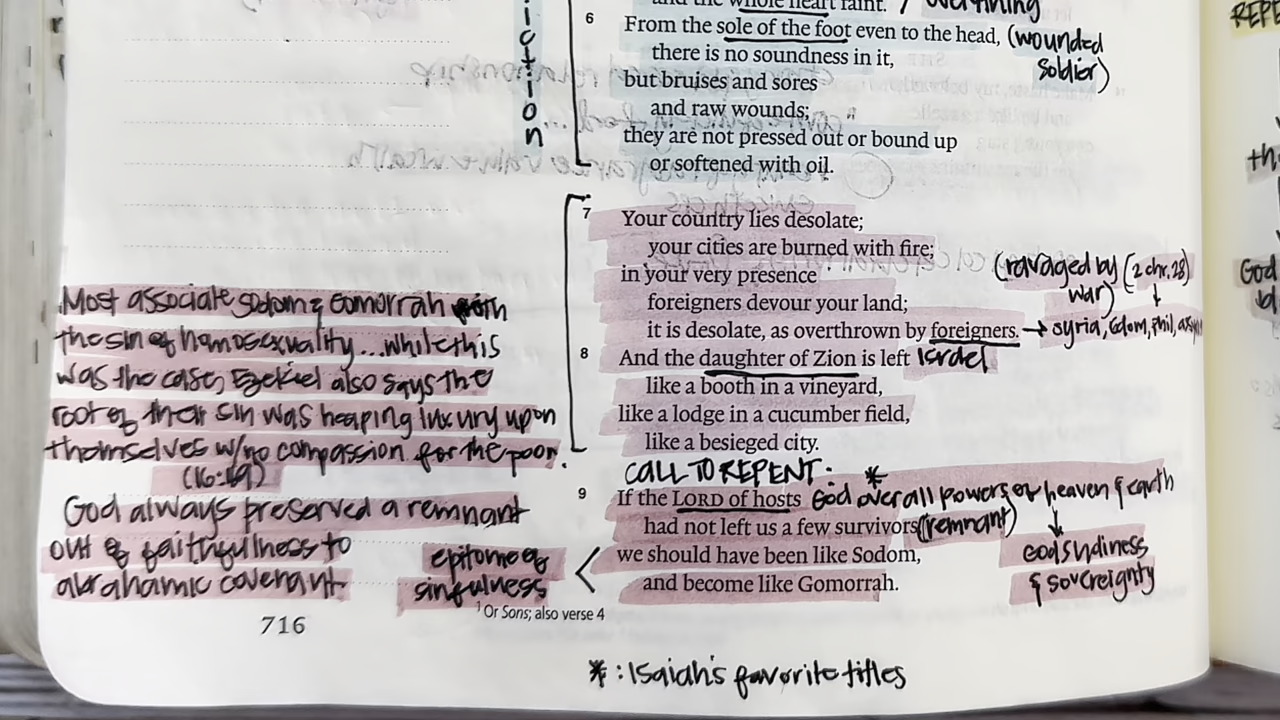 and the whole heart faint.
6 From the sole of the foot even to the head, (wounded soldier)
there is no soundness in it,
but bruises and sores
and raw wounds;
they are not pressed out or bound up
or softened with oil.
7 Your country lies desolate;
your cities are burned with fire;
in your very presence
foreigners devour your land;
it is desolate, as overthrown by foreigners.
(ravaged by war) (2 chr. 28)
→ syria, Edom, Phil,
8 And the daughter of Zion is left Israel
like a booth in a vineyard,
like a lodge in a cucumber field,
like a besieged city.
CALL TO REPENT: *
9 If the LORD of hosts God over all powers of heaven & earth
had not left us a few survivors, (remnant)
we should have been like Sodom,
and become like Gomorrah.
God's holiness
& sovereignty
epitome of
sinfulness
Most associate sodom & Gomorrah with
the sin of homosexuality... while this
was the case, Ezekiel also says the
root of their sin was heaping luxury upon
themselves w/no compassion for the poor.
(16:49)
God always preserved a remnant
out of faithfulness to
abrahamic covenant
1 Or Sons; also verse 4
716
* : Isaiah's favorite titles